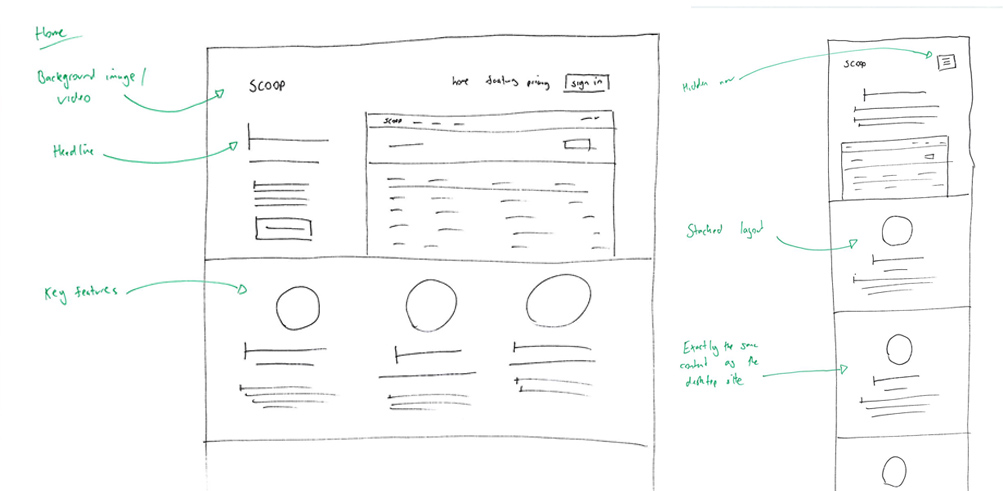 Home
Background image/
video
Headline
Key features
SCOOP
home features pricing sign in
scoop
SCOOP
Hidden nav
Stacked layout
Exactly the same
content as the
desktop site